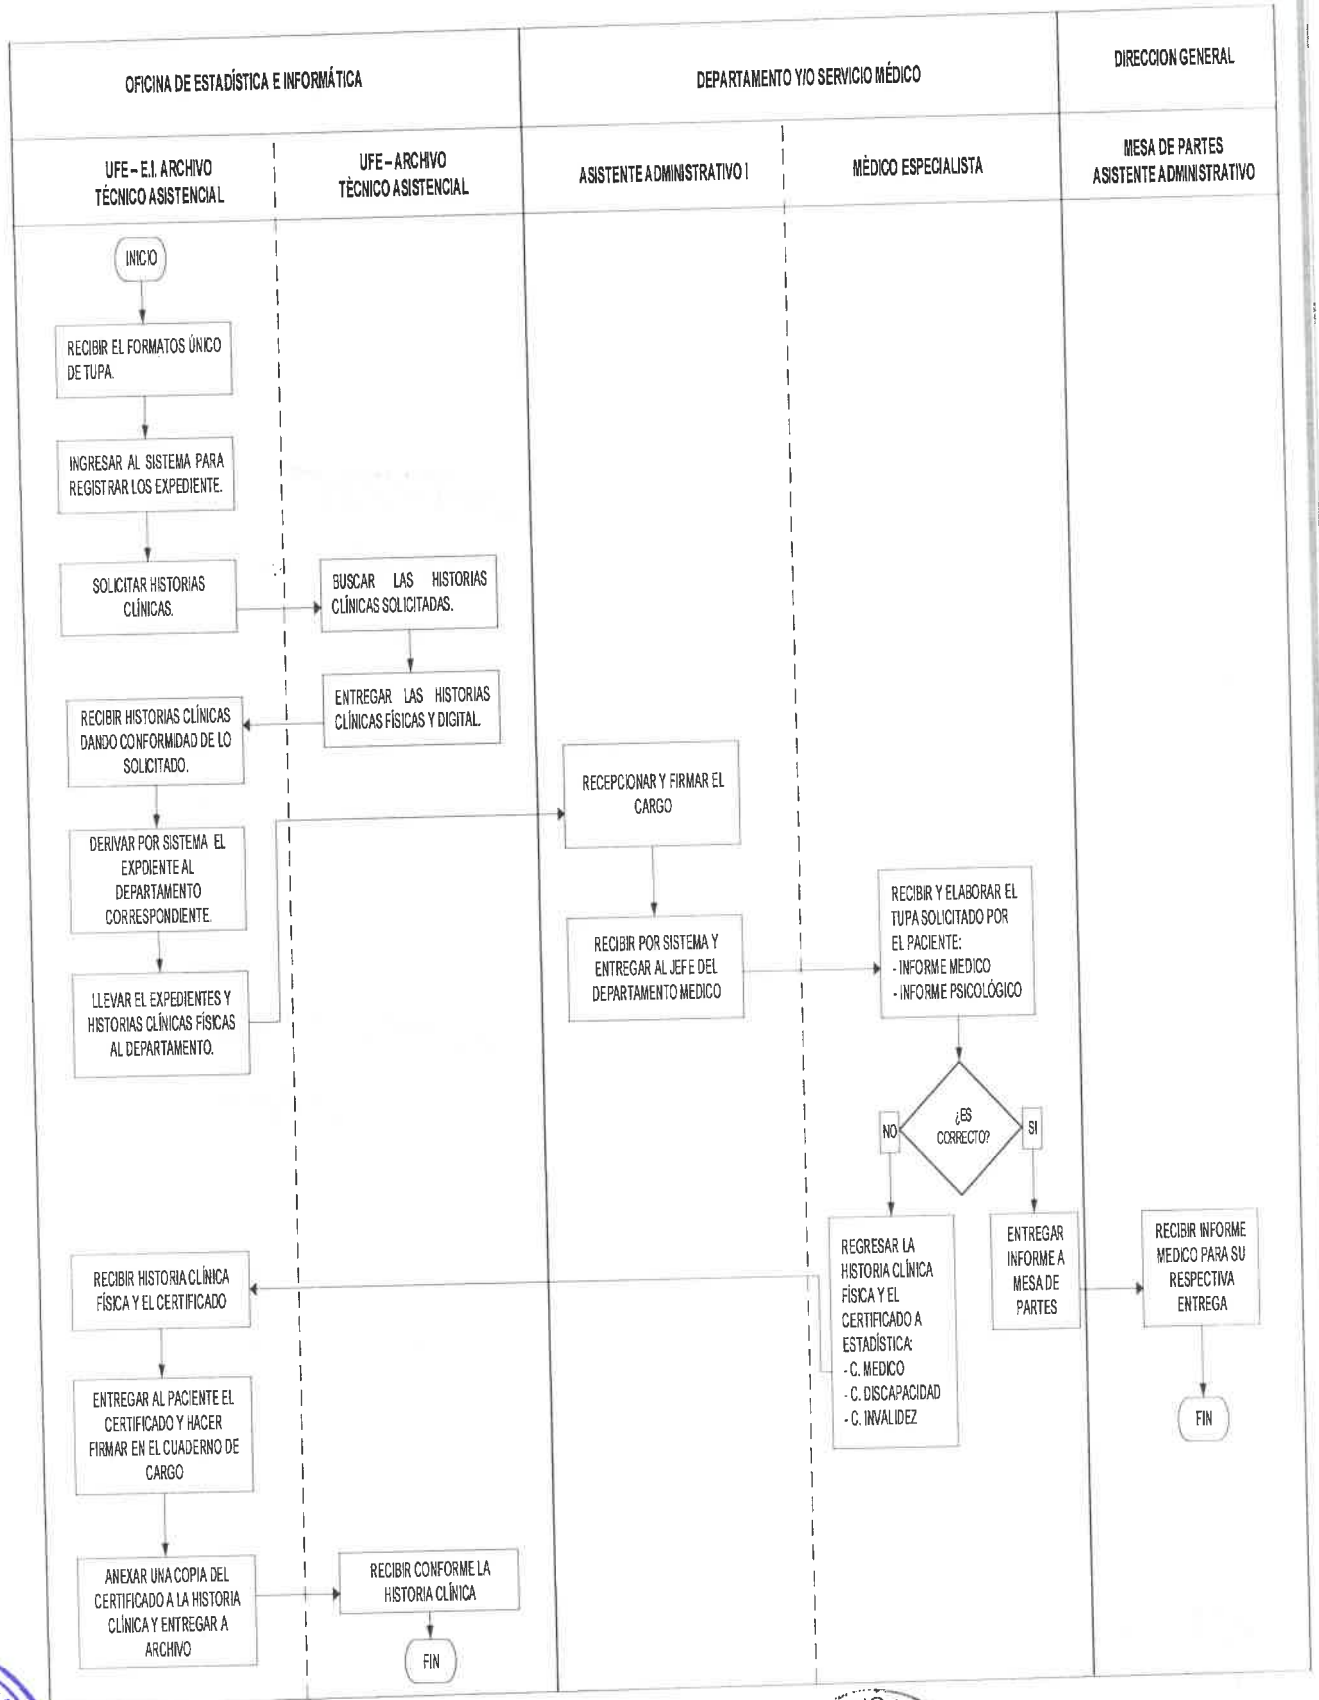 OFICINA DE ESTADÍSTICA E INFORMÁTICA
DEPARTAMENTO Y/O SERVICIO MÉDICO
DIRECCION GENERAL
UFE – E.I. ARCHIVO
TÉCNICO ASISTENCIAL
UFE – ARCHIVO
TÈCNICO ASISTENCIAL
ASISTENTE ADMINISTRATIVO I
MÈDICO ESPECIALISTA
MESA DE PARTES
ASISTENTE ADMINISTRATIVO
INICIO
RECIBIR EL FORMATOS ÚNICO
DE TUPA.
INGRESAR AL SISTEMA PARA
REGISTRAR LOS EXPEDIENTE.
SOLICITAR HISTORIAS
CLÍNICAS.
BUSCAR LAS HISTORIAS
CLÍNICAS SOLICITADAS.
ENTREGAR LAS HISTORIAS
CLÍNICAS FÍSICAS Y DIGITAL.
RECIBIR HISTORIAS CLÍNICAS
DANDO CONFORMIDAD DE LO
SOLICITADO.
DERIVAR POR SISTEMA EL
EXPDIENTE AL
DEPARTAMENTO
CORRESPONDIENTE.
LLEVAR EL EXPEDIENTES Y
HISTORIAS CLÍNICAS FÍSICAS
AL DEPARTAMENTO.
RECEPCIONAR Y FIRMAR EL
CARGO
RECIBIR POR SISTEMA Y
ENTREGAR AL JEFE DEL
DEPARTAMENTO MEDICO
RECIBIR Y ELABORAR EL
TUPA SOLICITADO POR
EL PACIENTE:
- INFORME MEDICO
- INFORME PSICOLÓGICO
¿ES
CORRECTO?
NO
SI
REGRESAR LA
HISTORIA CLÍNICA
FÍSICA Y EL
CERTIFICADO A
ESTADÍSTICA:
- C. MEDICO
- C. DISCAPACIDAD
- C. INVALIDEZ
ENTREGAR
INFORME A
MESA DE
PARTES
RECIBIR INFORME
MEDICO PARA SU
RESPECTIVA
ENTREGA
FIN
RECIBIR HISTORIA CLÍNICA
FÍSICA Y EL CERTIFICADO
ENTREGAR AL PACIENTE EL
CERTIFICADO Y HACER
FIRMAR EN EL CUADERNO DE
CARGO
ANEXAR UNA COPIA DEL
CERTIFICADO A LA HISTORIA
CLÍNICA Y ENTREGAR A
ARCHIVO
RECIBIR CONFORME LA
HISTORIA CLÍNICA
FIN